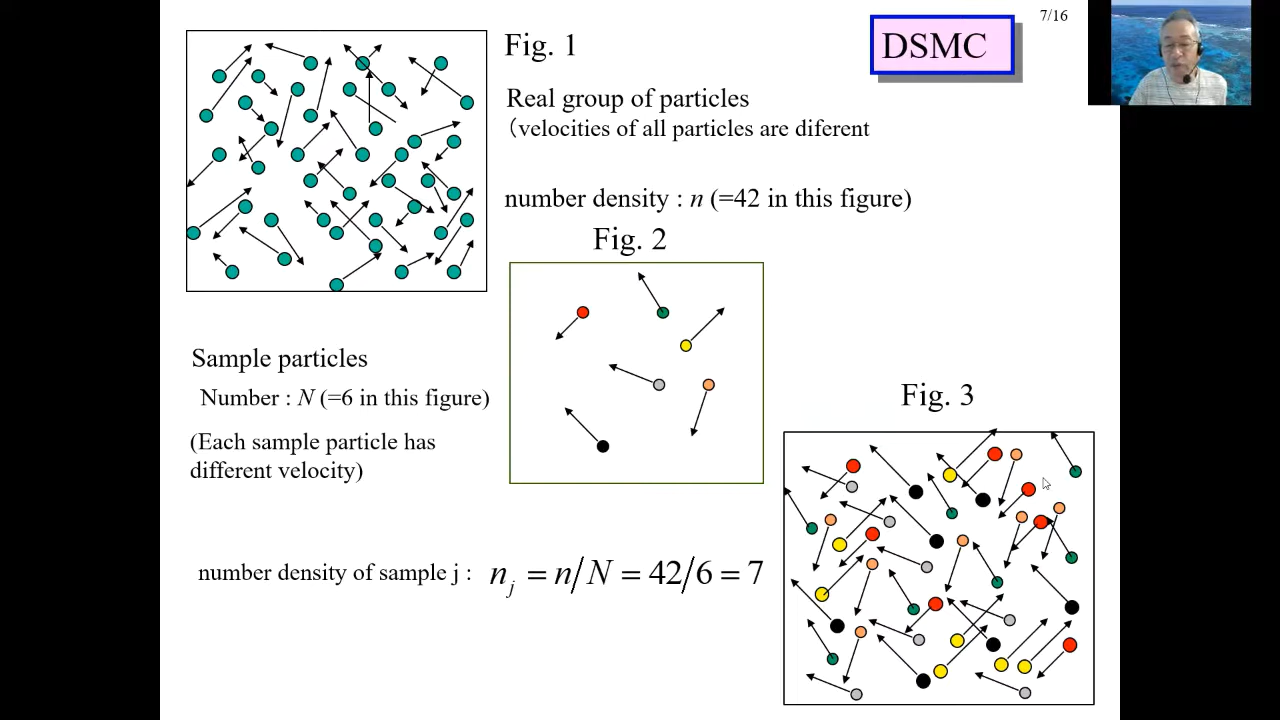 7/16
Fig. 1
DSMC
Real group of particles
(velocities of all particles are diferent
number density : n (=42 in this figure)
Fig. 2
Sample particles
Number : N (=6 in this figure)
(Each sample particle has
different velocity)
Fig. 3
number density of sample j : n_j = n/N = 42/6 = 7